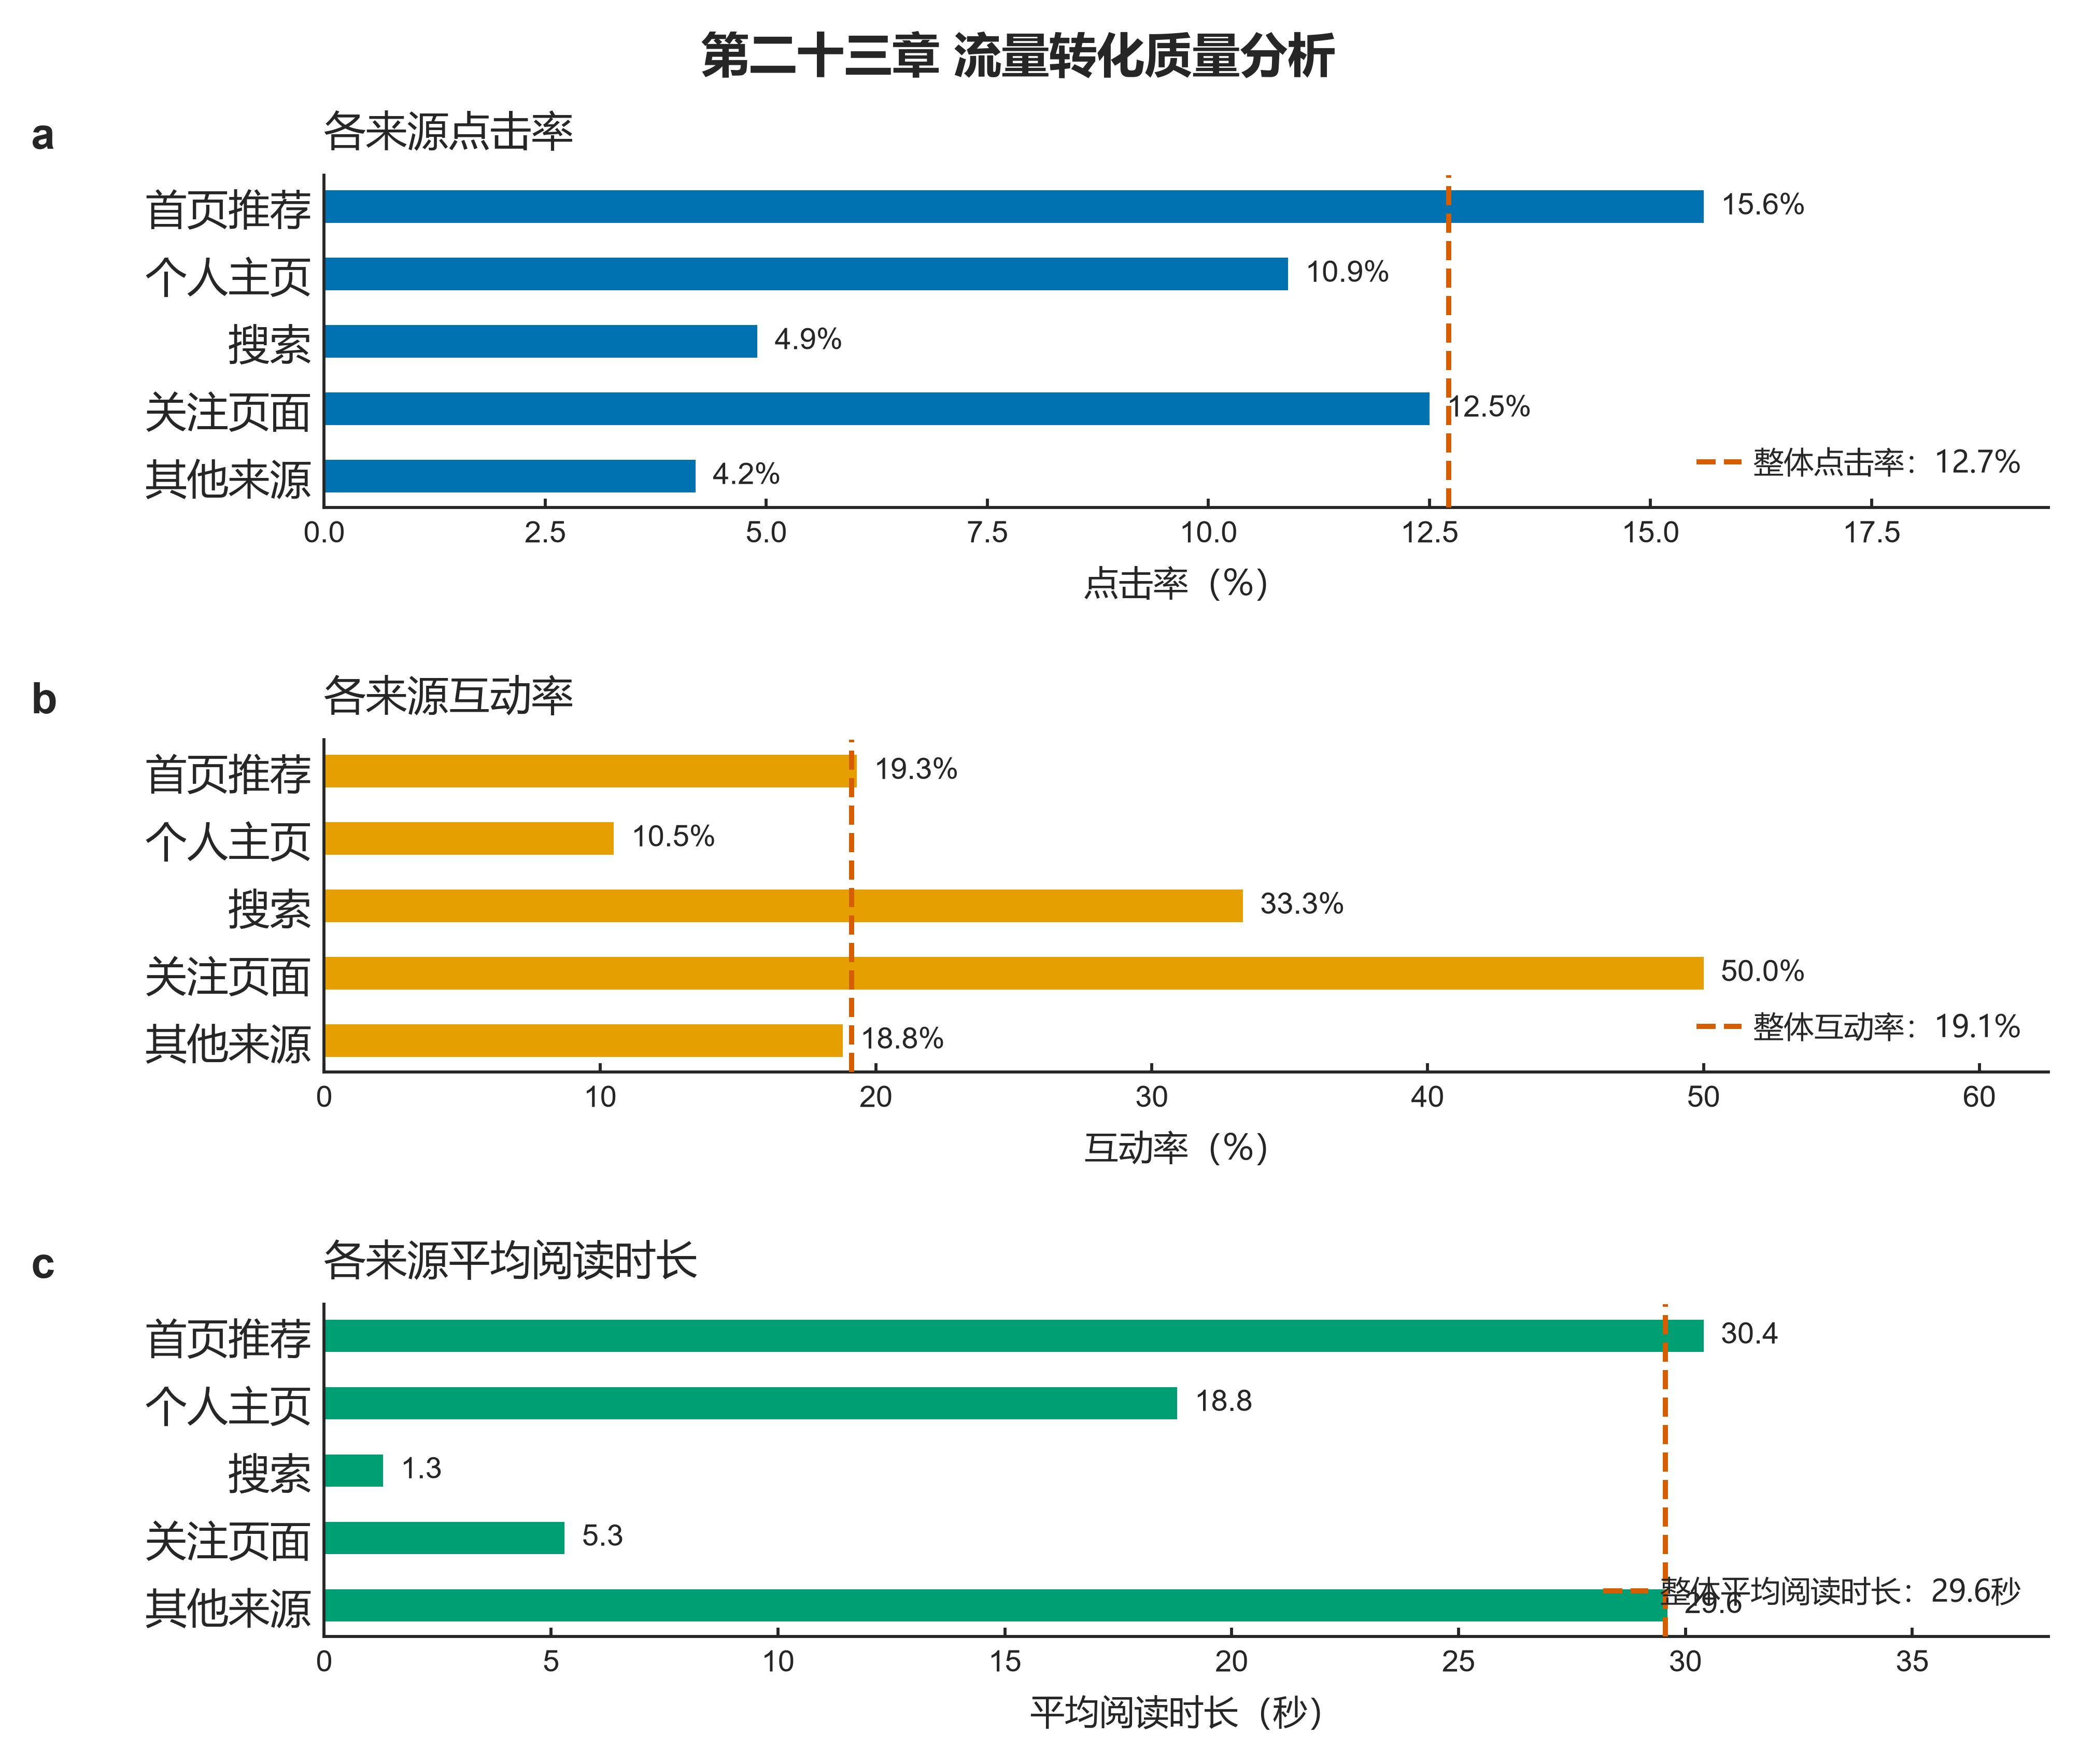 第二十三章 流量转化质量分析
a
各来源点击率
首页推荐 15.6%
个人主页 10.9%
搜索 4.9%
关注页面 12.5%
其他来源 4.2%
整体点击率：12.7%
0.0 2.5 5.0 7.5 10.0 12.5 15.0 17.5
点击率（%）
b
各来源互动率
首页推荐 19.3%
个人主页 10.5%
搜索 33.3%
关注页面 50.0%
其他来源 18.8%
整体互动率：19.1%
0 10 20 30 40 50 60
互动率（%）
c
各来源平均阅读时长
首页推荐 30.4
个人主页 18.8
搜索 1.3
关注页面 5.3
整体平均阅读时长：29.6秒
其他来源 29.6
0 5 10 15 20 25 30 35
平均阅读时长（秒）